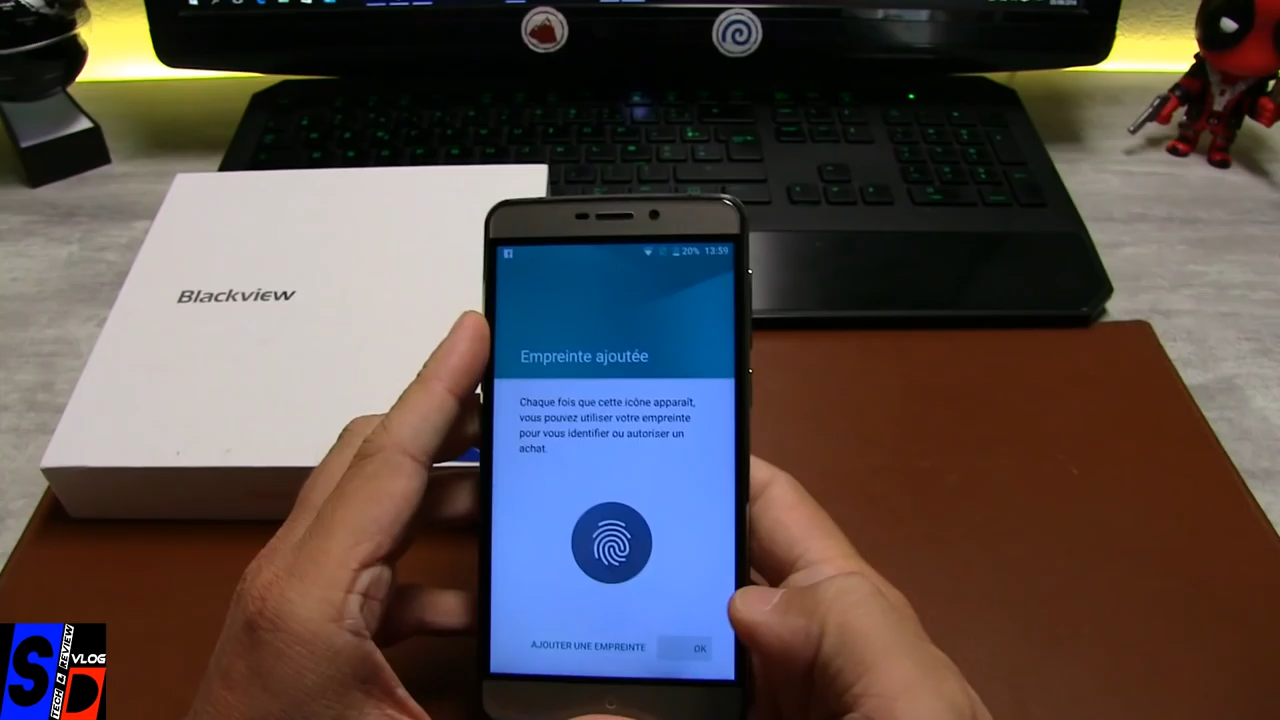 20% 13:59
Blackview
Empreinte ajoutée
Chaque fois que cette icône apparaît,
vous pouvez utiliser votre empreinte
pour vous identifier ou autoriser un
achat.
AJOUTER UNE EMPREINTE OK
SD
TECH & REVIEW
VLOG